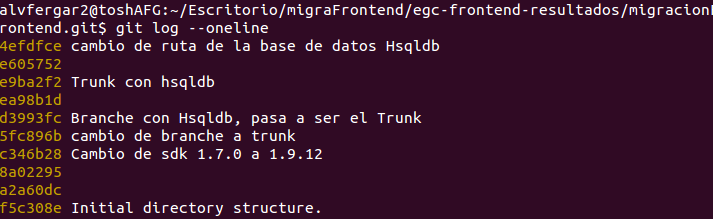 alvfergar2@toshAFG:~/Escritorio/migraFrontend/egc-frontend-resultados/migracion
rontend.git$ git log --oneline
4efdfce cambio de ruta de la base de datos Hsqldb
e605752
e9ba2f2 Trunk con hsqldb
ea98b1d
d3993fc Branche con Hsqldb, pasa a ser el Trunk
5fc896b cambio de branche a trunk
c346b28 Cambio de sdk 1.7.0 a 1.9.12
8a02295
a2a60dc
f5c308e Initial directory structure.